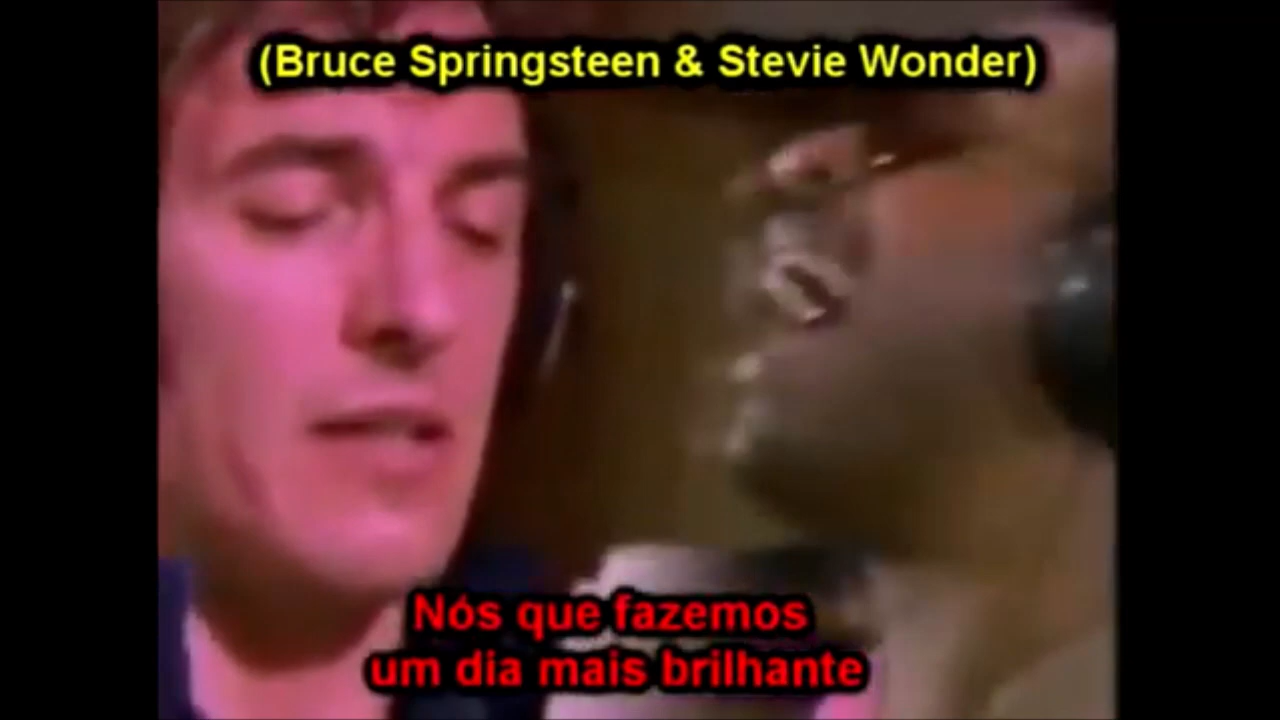 (Bruce Springsteen & Stevie Wonder)
Nós que fazemos
um dia mais brilhante